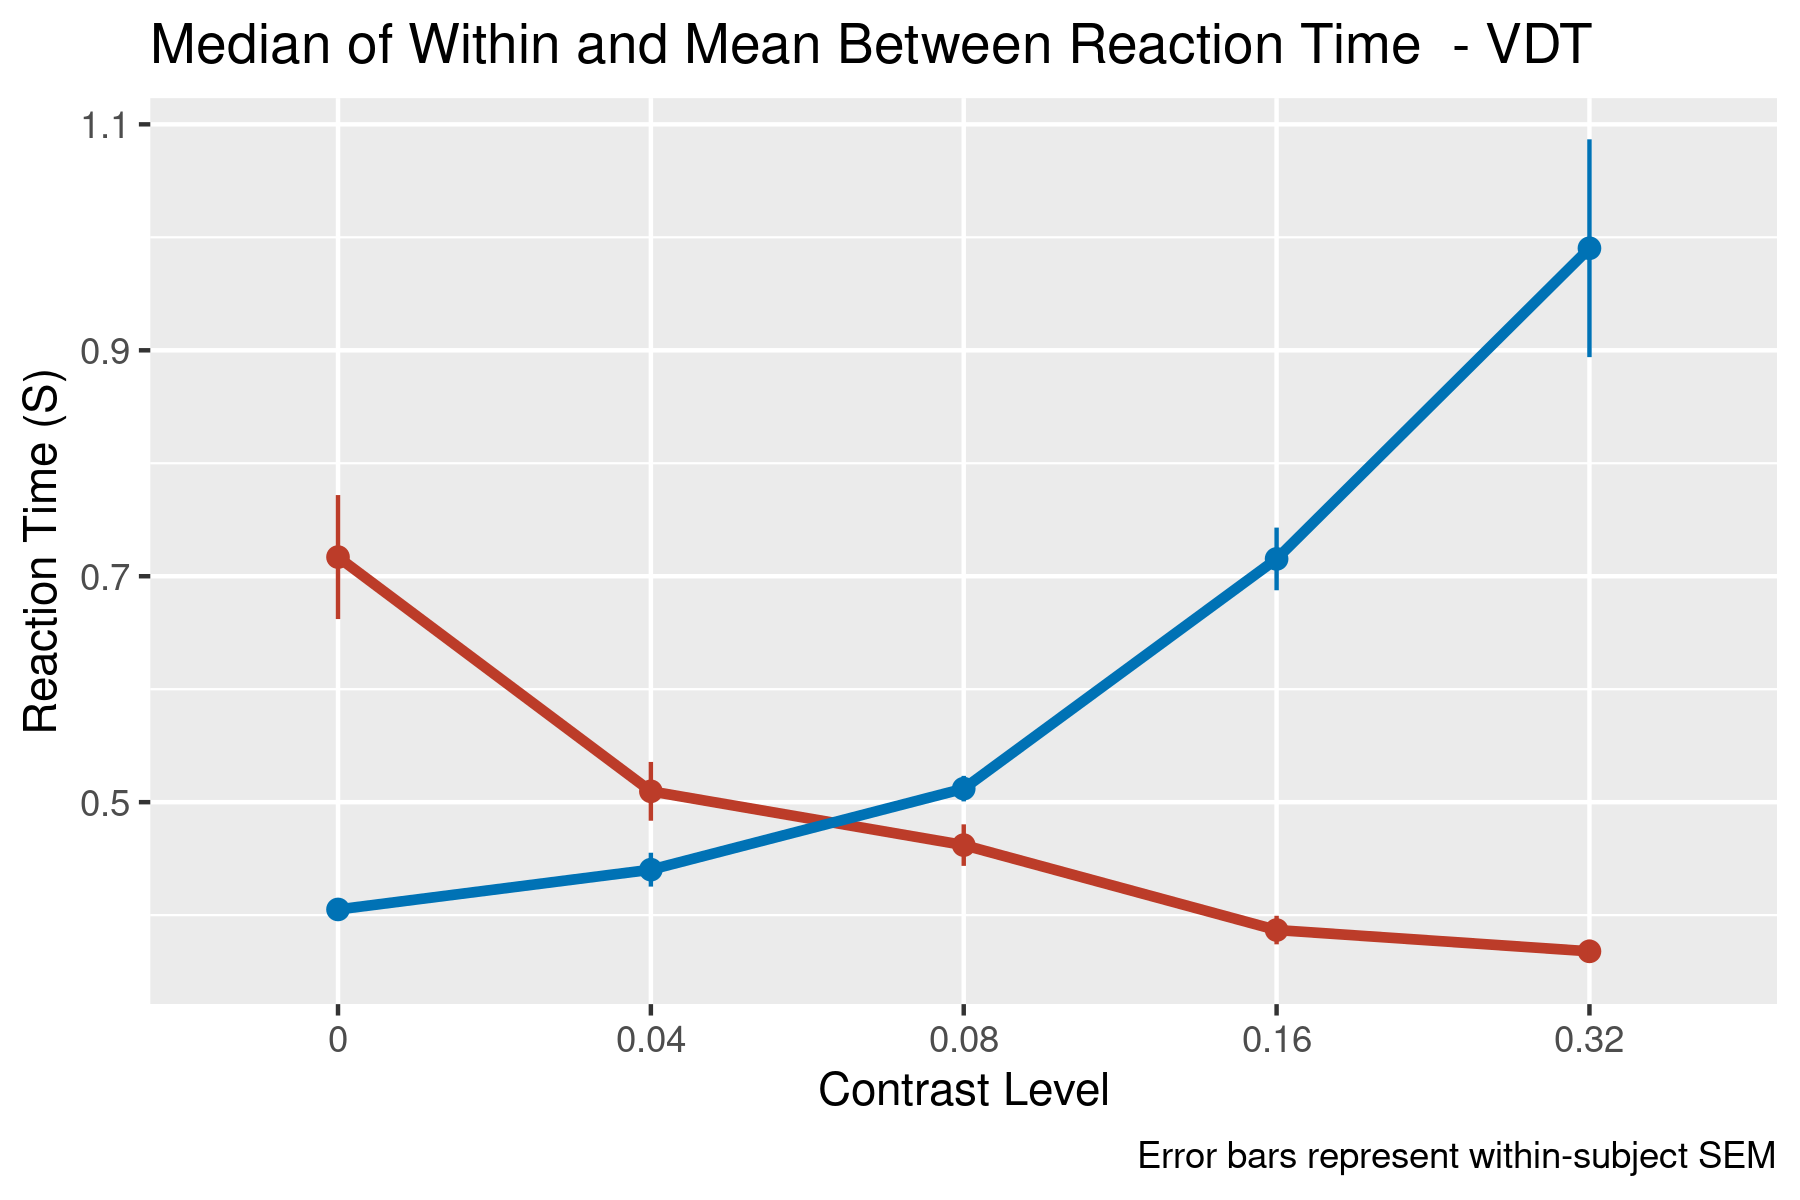 Median of Within and Mean Between Reaction Time  - VDT
1.1
0.9
0.7
0.5
Reaction Time (S)
0 0.04 0.08 0.16 0.32
Contrast Level
Error bars represent within-subject SEM